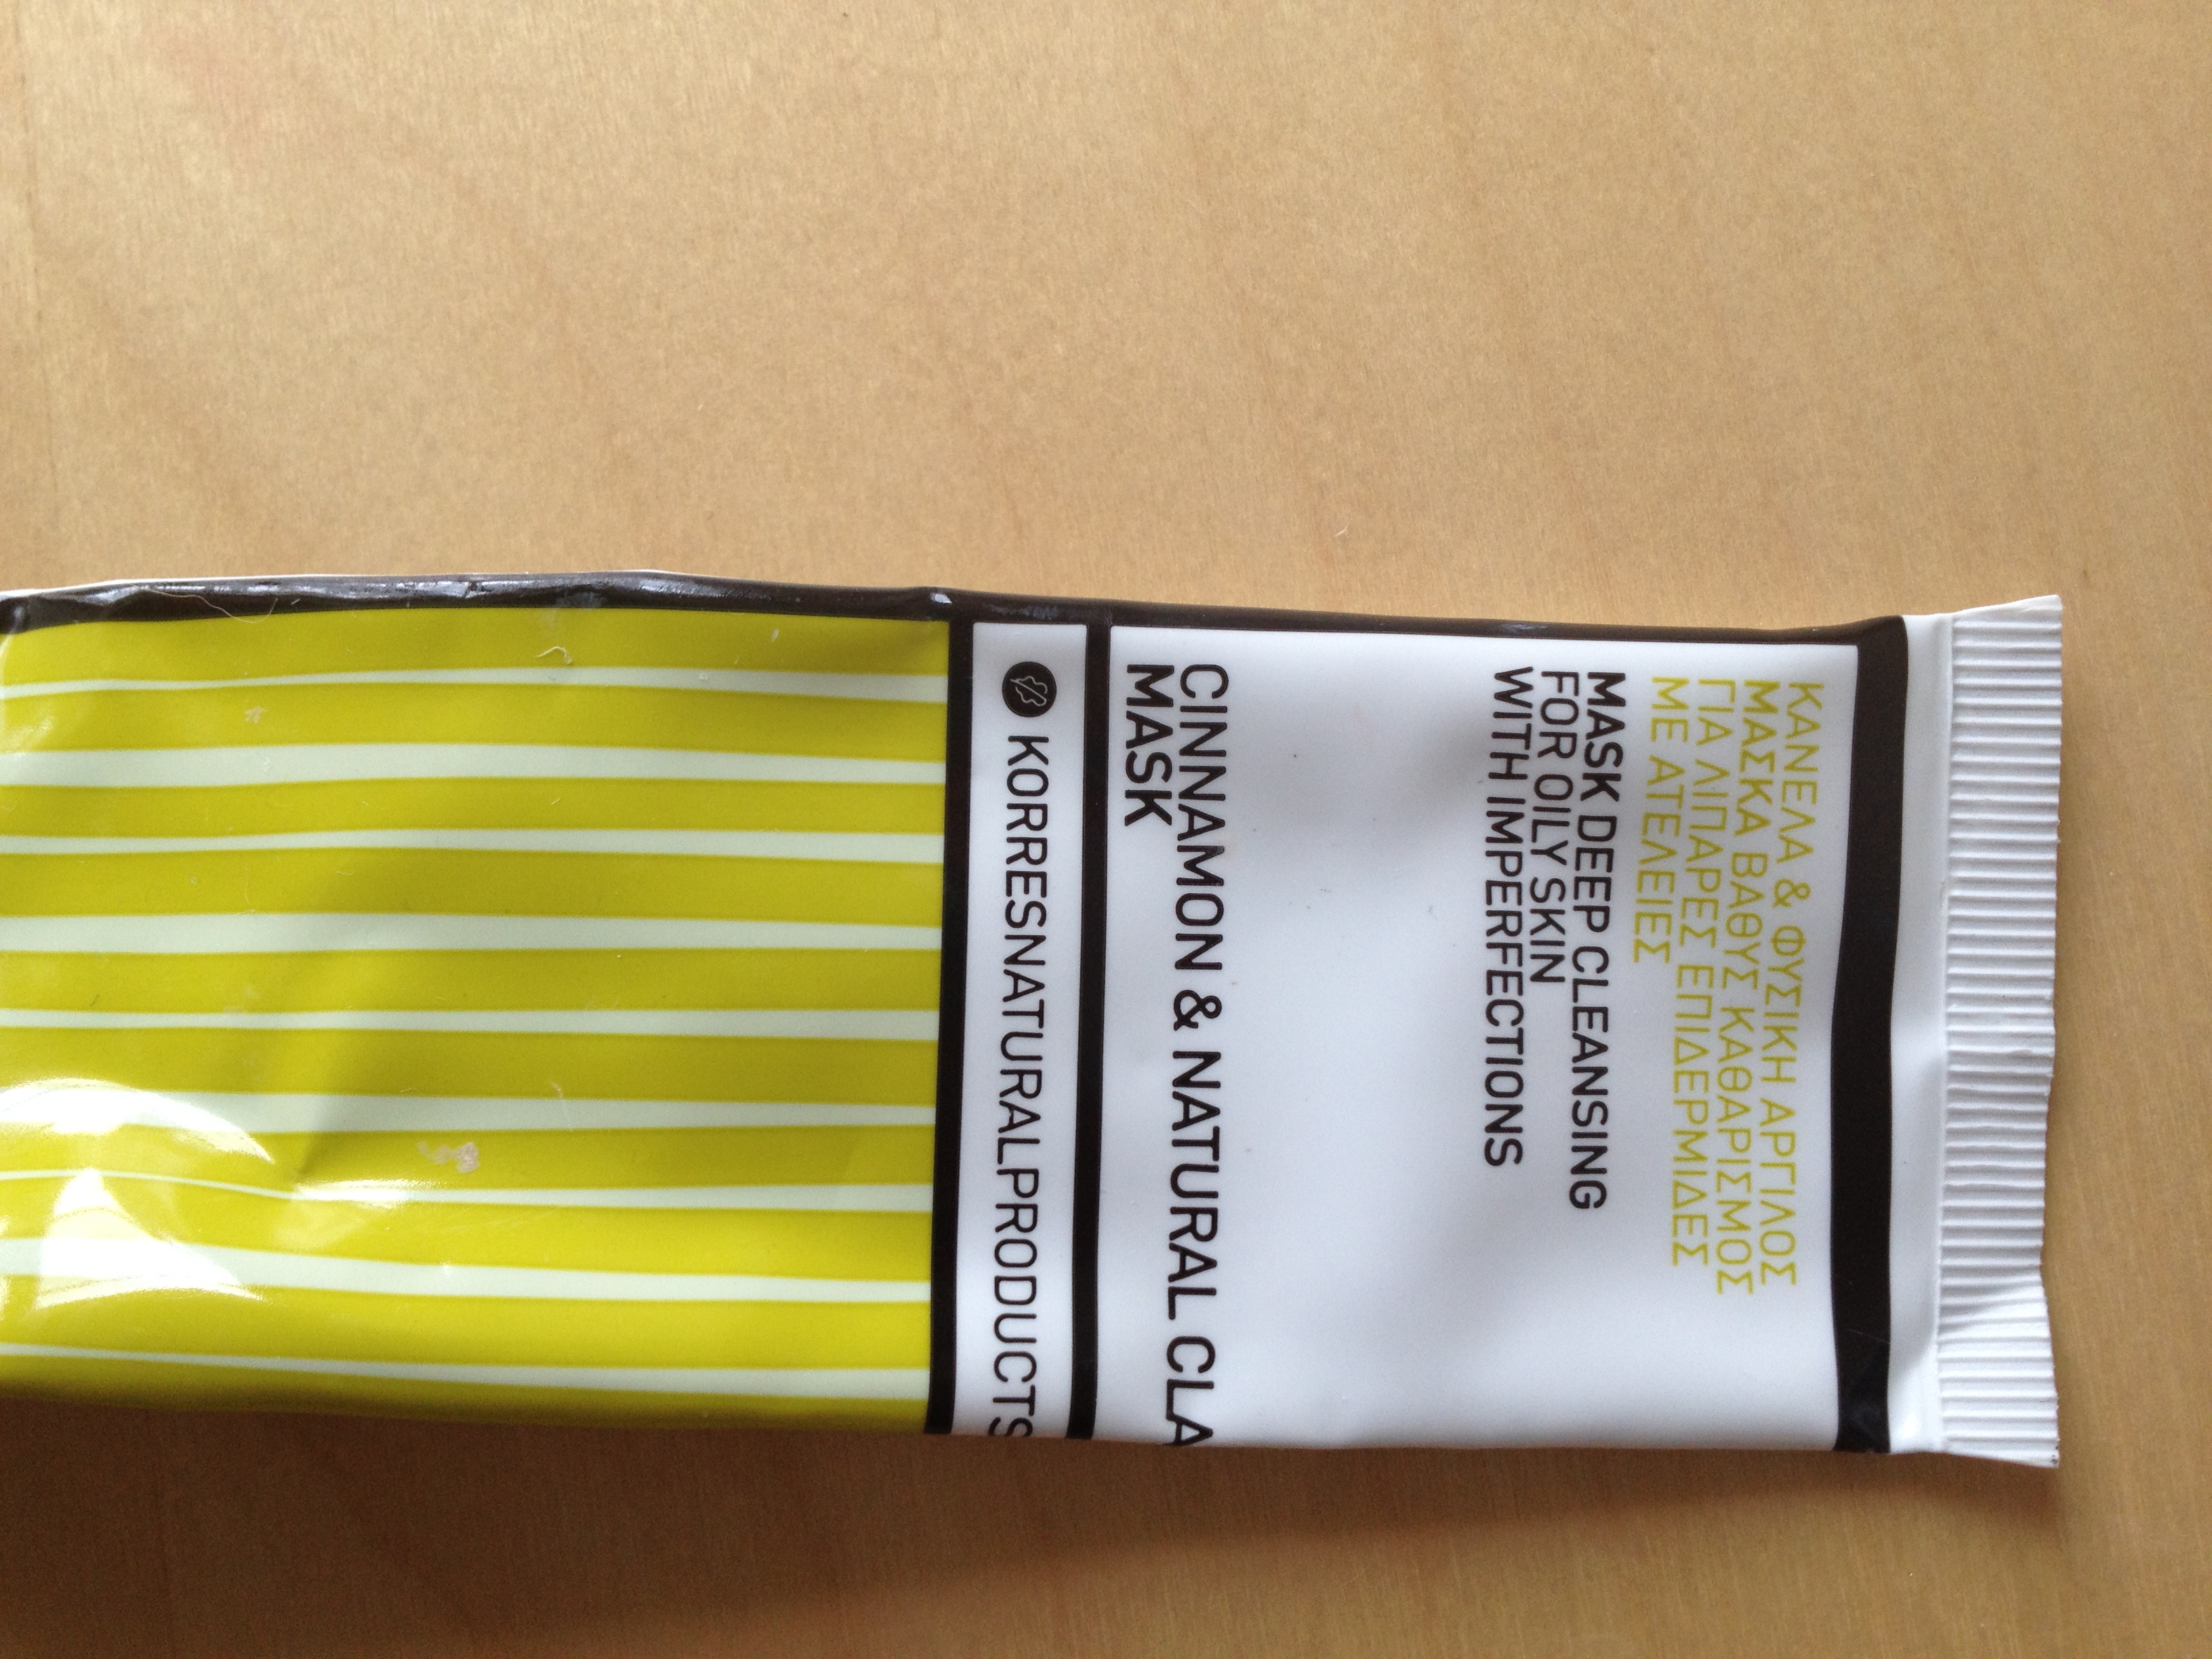 ΚΑΝΕΛΑ & ΦΥΣΙΚΗ ΑΡΓΙΛΟΣ
ΜΑΣΚΑ ΒΑΘΥΣ ΚΑΘΑΡΙΣΜΟΣ
ΓΙΑ ΛΙΠΑΡΕΣ ΕΠΙΔΕΡΜΙΔΕΣ
ΜΕ ΑΤΕΛΕΙΕΣ
MASK DEEP CLEANSING
FOR OILY SKIN
WITH IMPERFECTIONS
CINNAMON & NATURAL CLA
MASK
KORRESNATURALPRODUCTS